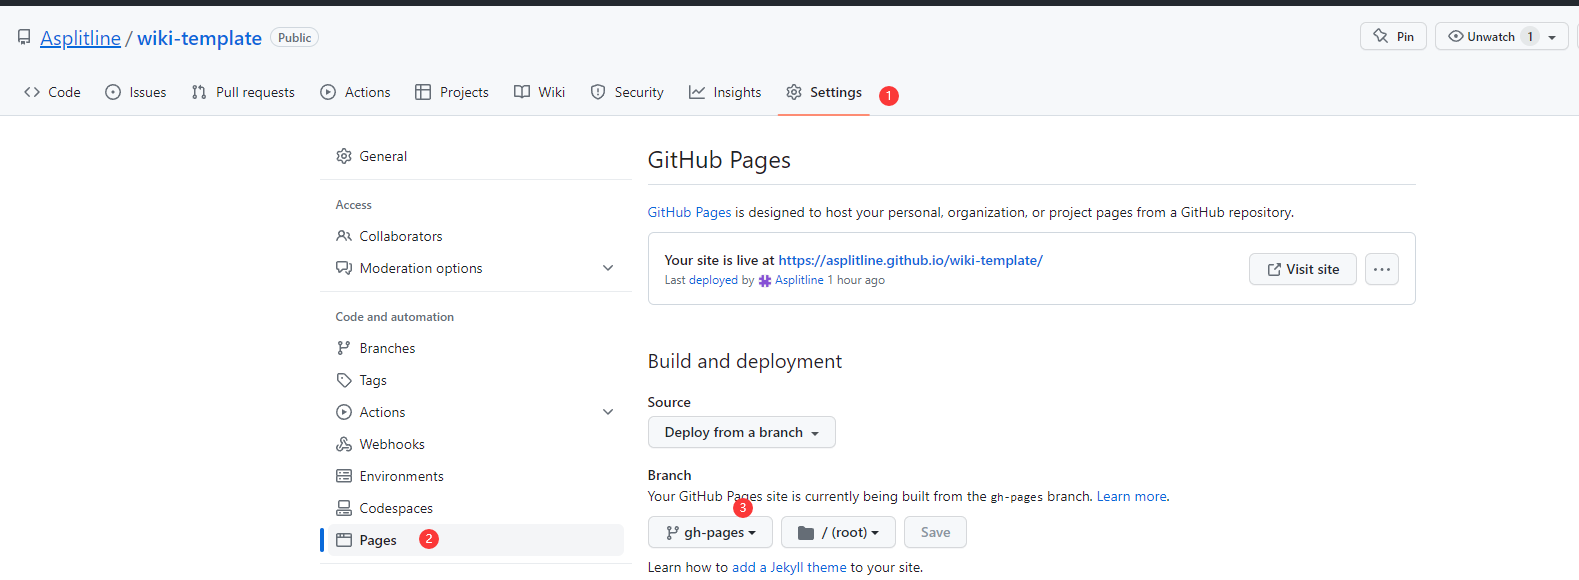 Asplitline / wiki-template Public Pin Unwatch 1
Code Issues Pull requests Actions Projects Wiki Security Insights Settings 1
General
Access
Collaborators
Moderation options
Code and automation
Branches
Tags
Actions
Webhooks
Environments
Codespaces
Pages 2
GitHub Pages
GitHub Pages is designed to host your personal, organization, or project pages from a GitHub repository.
Your site is live at https://asplitline.github.io/wiki-template/
Last deployed by Asplitline 1 hour ago
Visit site ...
Build and deployment
Source
Deploy from a branch
Branch
Your GitHub Pages site is currently being built from the gh-pages branch. Learn more.
3
gh-pages / (root) Save
Learn how to add a Jekyll theme to your site.